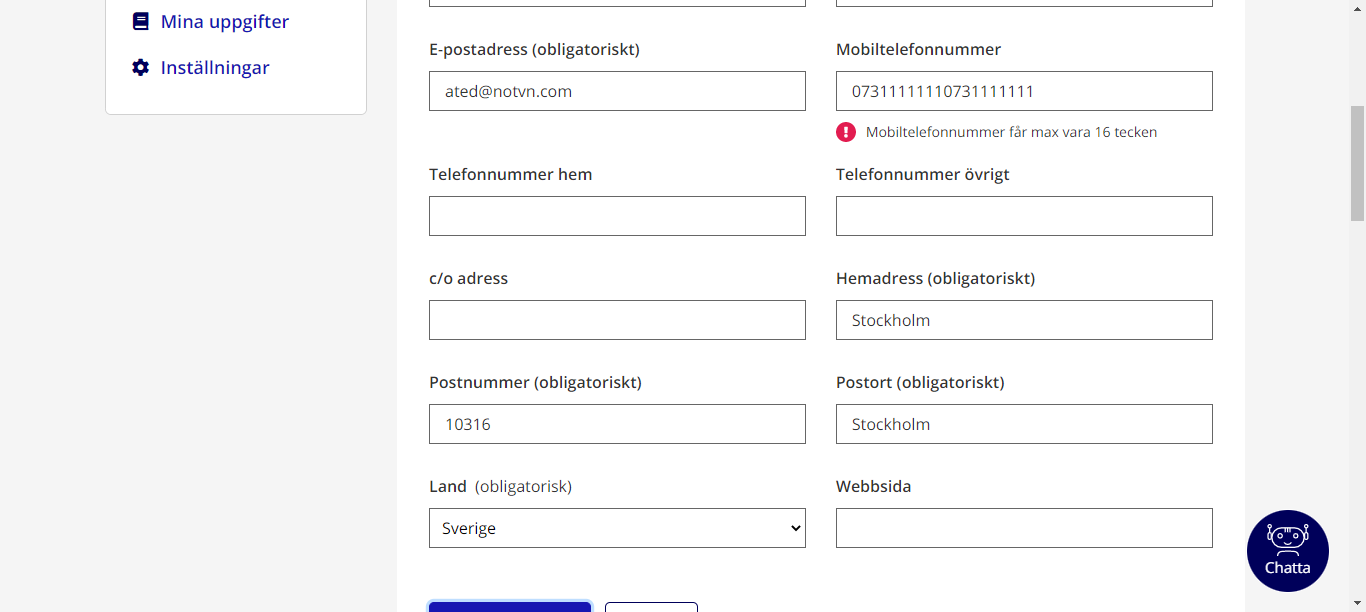 Mina uppgifter
Inställningar
E-postadress (obligatoriskt)
Mobiltelefonnummer
ated@notvn.com
07311111110731111111
Mobiltelefonnummer får max vara 16 tecken
Telefonnummer hem
Telefonnummer övrigt
c/o adress
Hemadress (obligatoriskt)
Stockholm
Postnummer (obligatoriskt)
Postort (obligatoriskt)
10316
Stockholm
Land (obligatorisk)
Webbsida
Sverige
Chatta